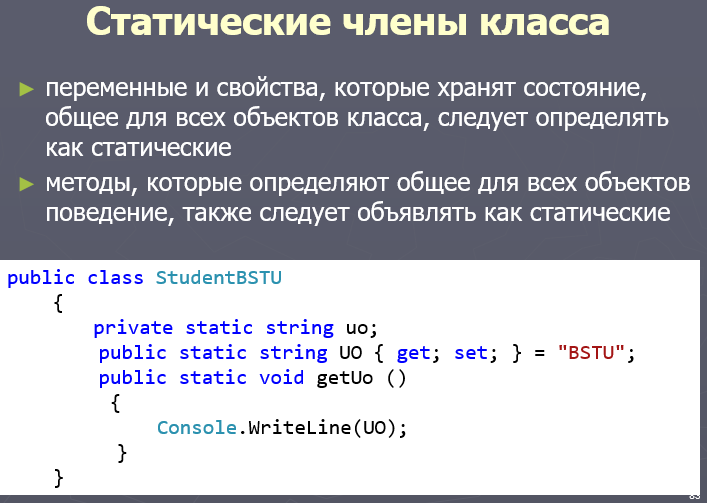 Статические члены класса
► переменные и свойства, которые хранят состояние,
общее для всех объектов класса, следует определять
как статические
► методы, которые определяют общее для всех объектов
поведение, также следует объявлять как статические
public class StudentBSTU
{
private static string uo;
public static string UO { get; set; } = "BSTU";
public static void getUo ()
{
Console.WriteLine(UO);
}
}
83